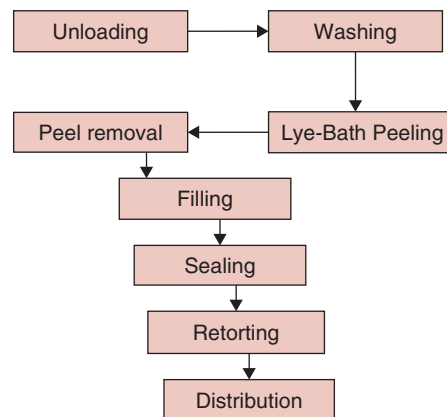 Unloading
Washing
Lye-Bath Peeling
Peel removal
Filling
Sealing
Retorting
Distribution